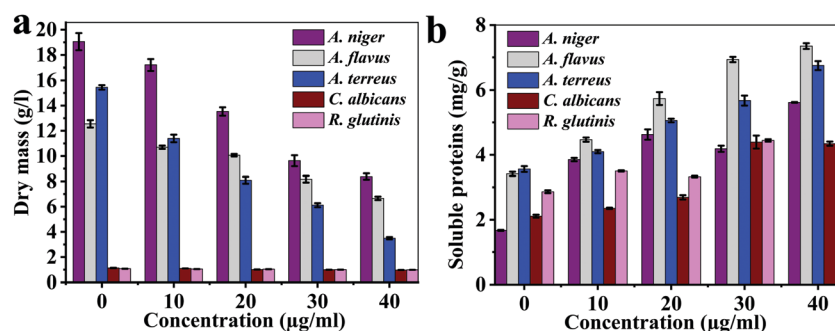 a
Dry mass (g/l)
20
18
16
14
12
10
8
6
4
2
0
A. niger
A. flavus
A. terreus
C. albicans
R. glutinis
0 10 20 30 40
Concentration (µg/ml)
b
Soluble proteins (mg/g)
8
6
4
2
0
A. niger
A. flavus
A. terreus
C. albicans
R. glutinis
0 10 20 30 40
Concentration (µg/ml)